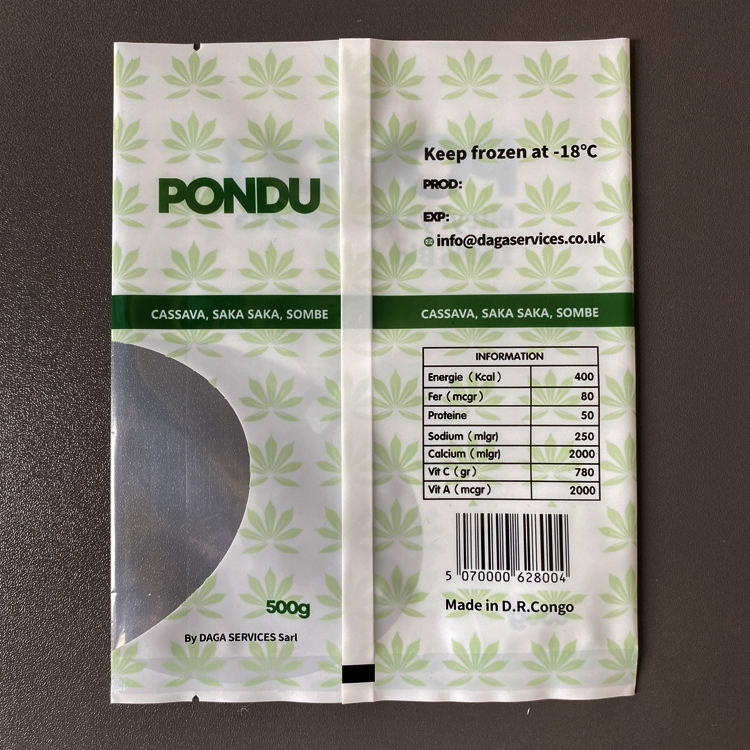 PONDU
CASSAVA, SAKA SAKA, SOMBE
500g
By DAGA SERVICES Sarl
Keep frozen at -18°C
PROD:
EXP:
info@dagaservices.co.uk
CASSAVA, SAKA SAKA, SOMBE
INFORMATION
Energie (Kcal) 400
Fer (mcgr) 80
Proteine 50
Sodium (mlgr) 250
Calcium (mlgr) 2000
Vit C (gr) 780
Vit A (mcgr) 2000
5 070000 628004
Made in D.R.Congo